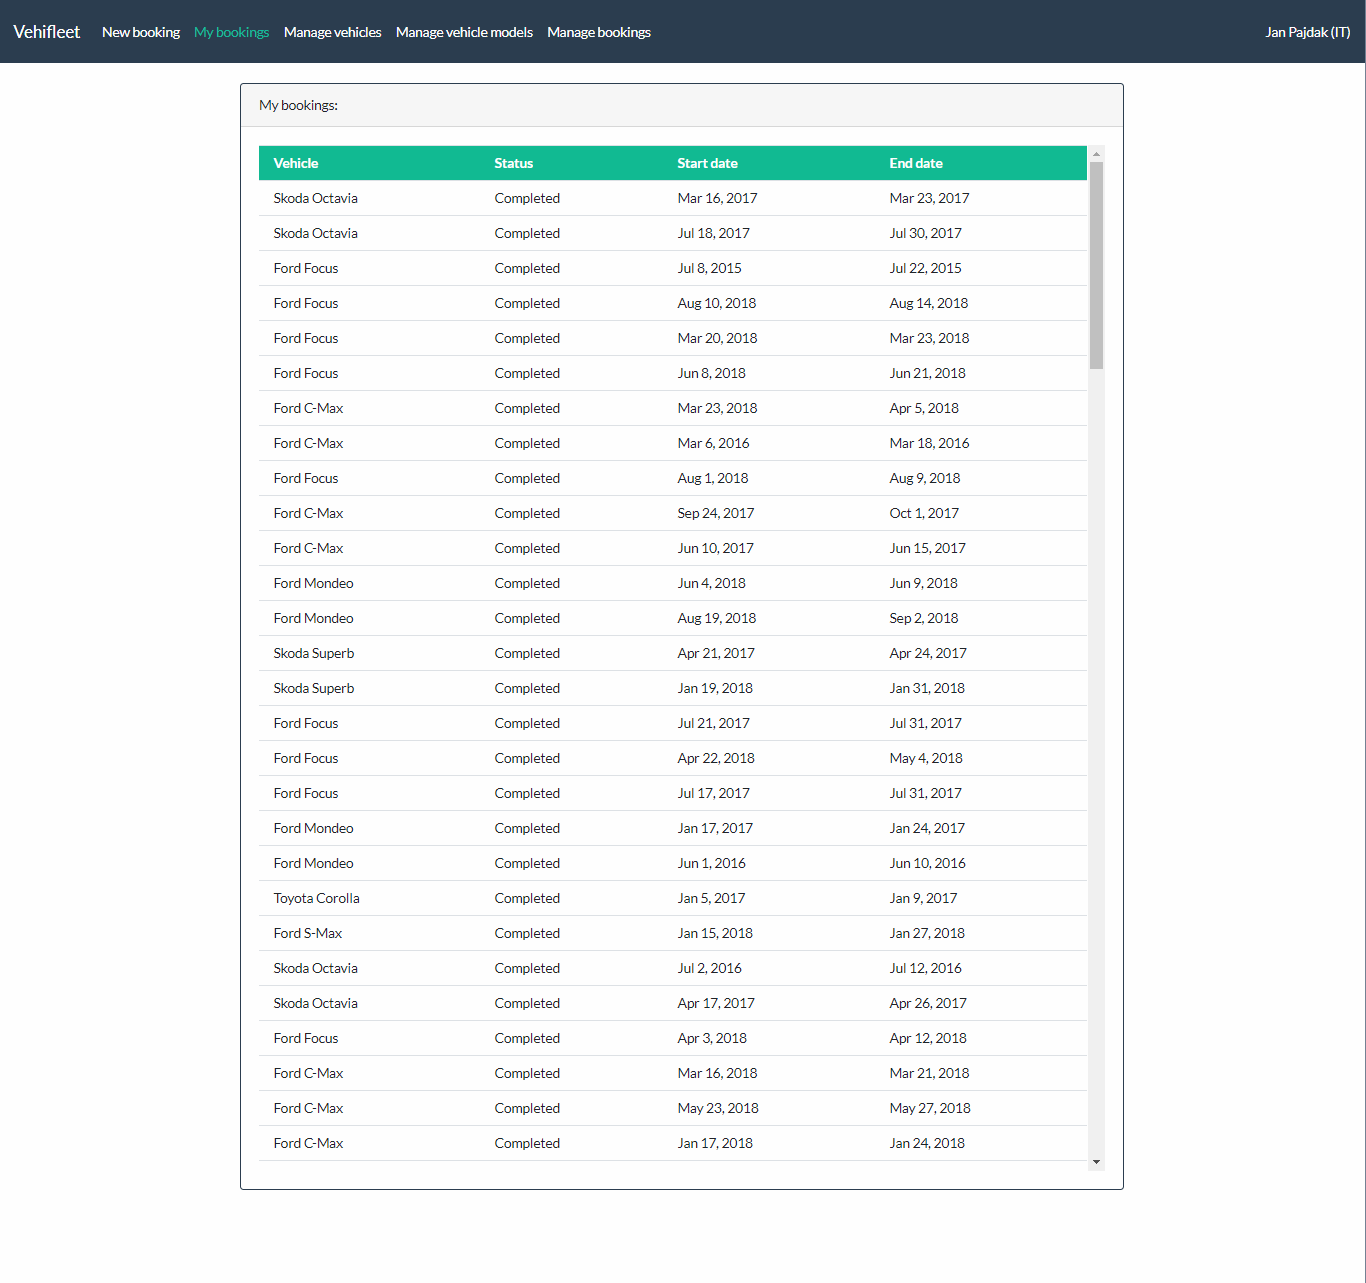 Vehifleet New booking My bookings Manage vehicles Manage vehicle models Manage bookings Jan Pajdak (IT)
My bookings:
Vehicle Status Start date End date
Skoda Octavia Completed Mar 16, 2017 Mar 23, 2017
Skoda Octavia Completed Jul 18, 2017 Jul 30, 2017
Ford Focus Completed Jul 8, 2015 Jul 22, 2015
Ford Focus Completed Aug 10, 2018 Aug 14, 2018
Ford Focus Completed Mar 20, 2018 Mar 23, 2018
Ford Focus Completed Jun 8, 2018 Jun 21, 2018
Ford C-Max Completed Mar 23, 2018 Apr 5, 2018
Ford C-Max Completed Mar 6, 2016 Mar 18, 2016
Ford Focus Completed Aug 1, 2018 Aug 9, 2018
Ford C-Max Completed Sep 24, 2017 Oct 1, 2017
Ford C-Max Completed Jun 10, 2017 Jun 15, 2017
Ford Mondeo Completed Jun 4, 2018 Jun 9, 2018
Ford Mondeo Completed Aug 19, 2018 Sep 2, 2018
Skoda Superb Completed Apr 21, 2017 Apr 24, 2017
Skoda Superb Completed Jan 19, 2018 Jan 31, 2018
Ford Focus Completed Jul 21, 2017 Jul 31, 2017
Ford Focus Completed Apr 22, 2018 May 4, 2018
Ford Focus Completed Jul 17, 2017 Jul 31, 2017
Ford Mondeo Completed Jan 17, 2017 Jan 24, 2017
Ford Mondeo Completed Jun 1, 2016 Jun 10, 2016
Toyota Corolla Completed Jan 5, 2017 Jan 9, 2017
Ford S-Max Completed Jan 15, 2018 Jan 27, 2018
Skoda Octavia Completed Jul 2, 2016 Jul 12, 2016
Skoda Octavia Completed Apr 17, 2017 Apr 26, 2017
Ford Focus Completed Apr 3, 2018 Apr 12, 2018
Ford C-Max Completed Mar 16, 2018 Mar 21, 2018
Ford C-Max Completed May 23, 2018 May 27, 2018
Ford C-Max Completed Jan 17, 2018 Jan 24, 2018